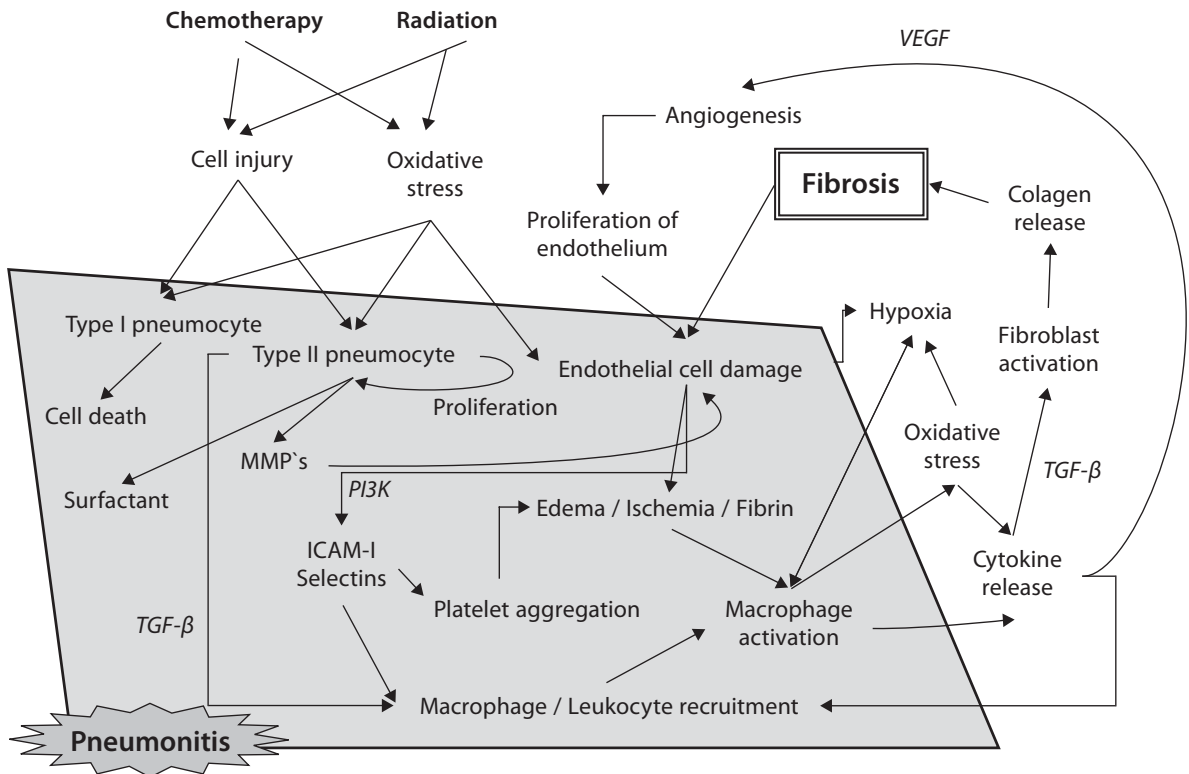 Chemotherapy
Radiation
VEGF
Angiogenesis
Cell injury
Oxidative
stress
Fibrosis
Colagen
release
Proliferation of
endothelium
Hypoxia
Type I pneumocyte
Type II pneumocyte
Endothelial cell damage
Fibroblast
activation
Cell death
Proliferation
MMP`s
Oxidative
stress
TGF-β
Surfactant
PI3K
Edema / Ischemia / Fibrin
ICAM-I
Selectins
Cytokine
release
Platelet aggregation
Macrophage
activation
TGF-β
Macrophage / Leukocyte recruitment
Pneumonitis